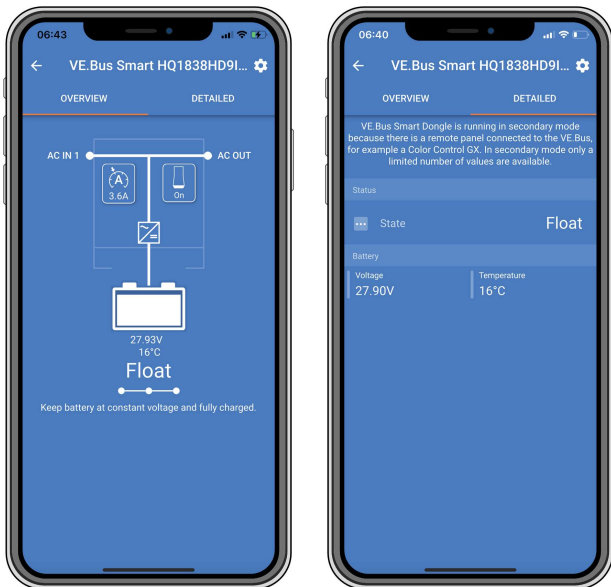 06:43
VE.Bus Smart HQ1838HD9I...
OVERVIEW
DETAILED
AC IN 1
AC OUT
(A)
3.6A
On
27.93V
16°C
Float
Keep battery at constant voltage and fully charged.
06:40
VE.Bus Smart HQ1838HD9I...
OVERVIEW
DETAILED
VE.Bus Smart Dongle is running in secondary mode
because there is a remote panel connected to the VE.Bus,
for example a Color Control GX. In secondary mode only a
limited number of values are available.
Status
State
Float
Battery
Voltage
Temperature
27.90V
16°C